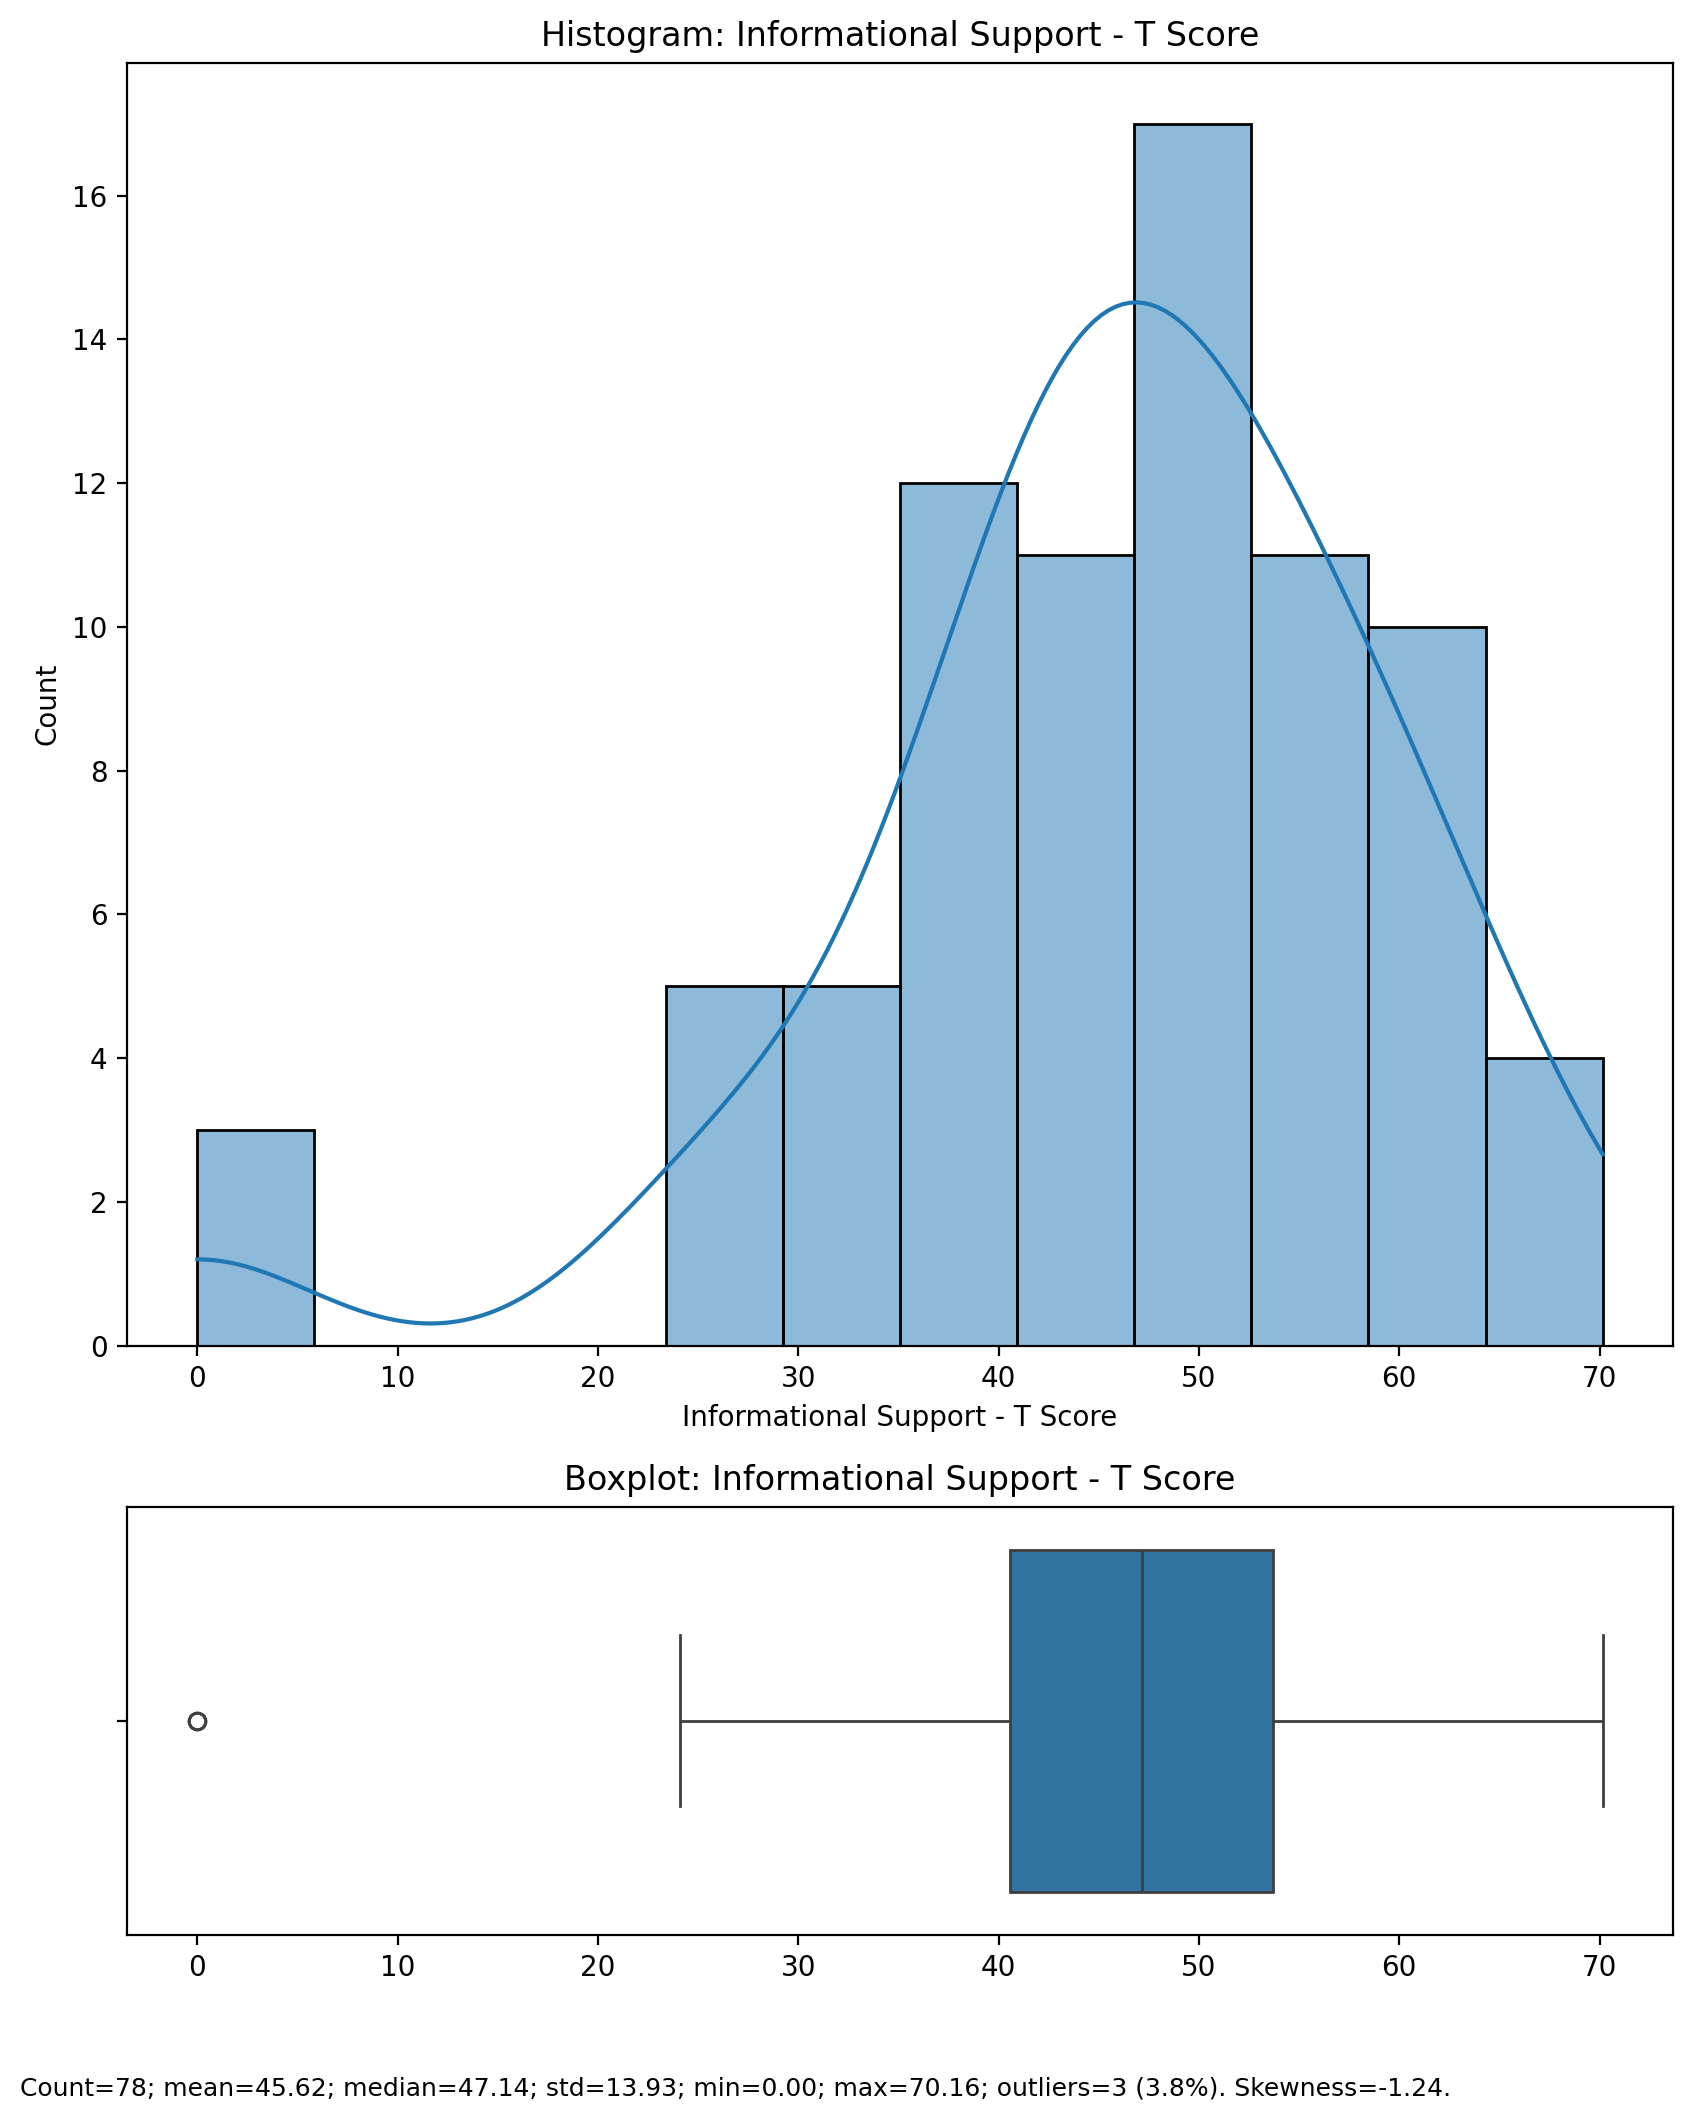 Histogram: Informational Support - T Score
16
14
12
10
8
6
4
2
0
Count
0 10 20 30 40 50 60 70
Informational Support - T Score
Boxplot: Informational Support - T Score
0 10 20 30 40 50 60 70
Count=78; mean=45.62; median=47.14; std=13.93; min=0.00; max=70.16; outliers=3 (3.8%). Skewness=-1.24.